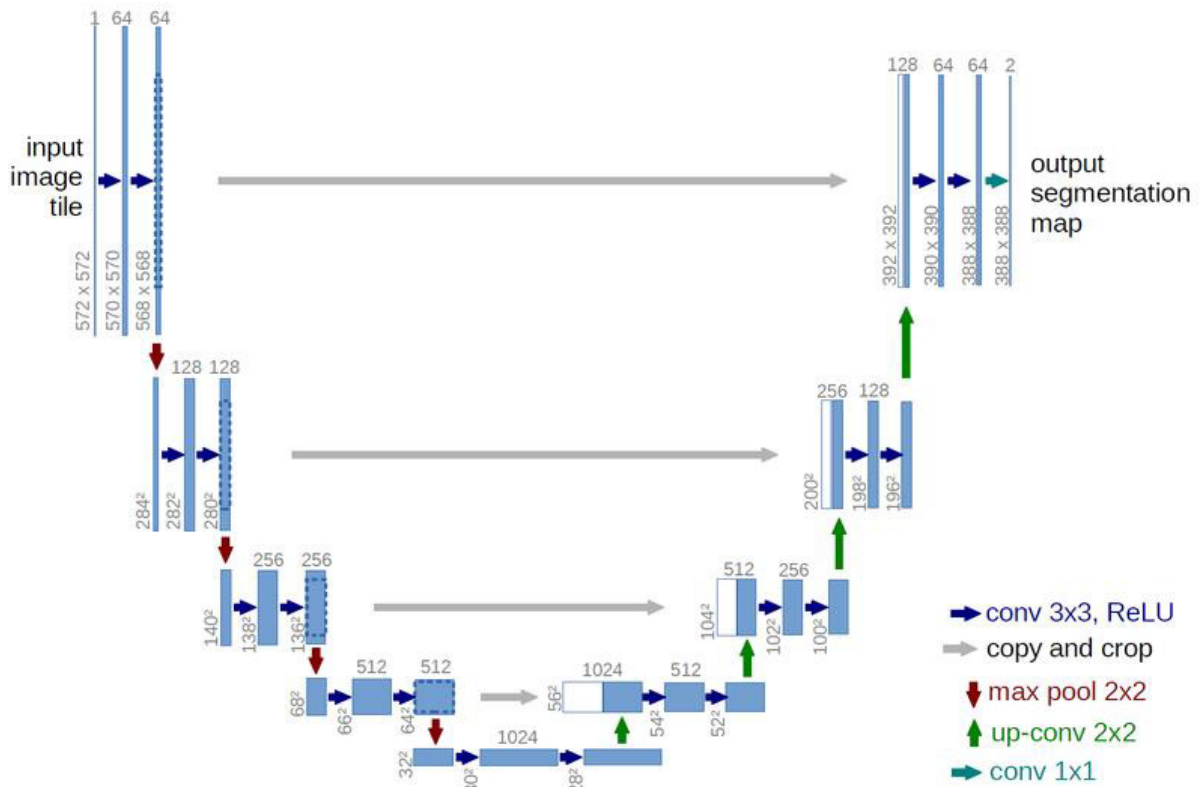 1 64 64
input
image
tile
572 x 572
570 x 570
568 x 568
128 64 64 2
output
segmentation
map
392 x 392
390 x 390
388 x 388
388 x 388
128 128
284²
282²
280²
256 128
200²
198²
196²
256 256
140²
138²
136²
512 256
104²
102²
100²
512 512
68²
66²
64²
1024 512
56²
54²
52²
1024
32²
conv 3x3, ReLU
copy and crop
max pool 2x2
up-conv 2x2
conv 1x1